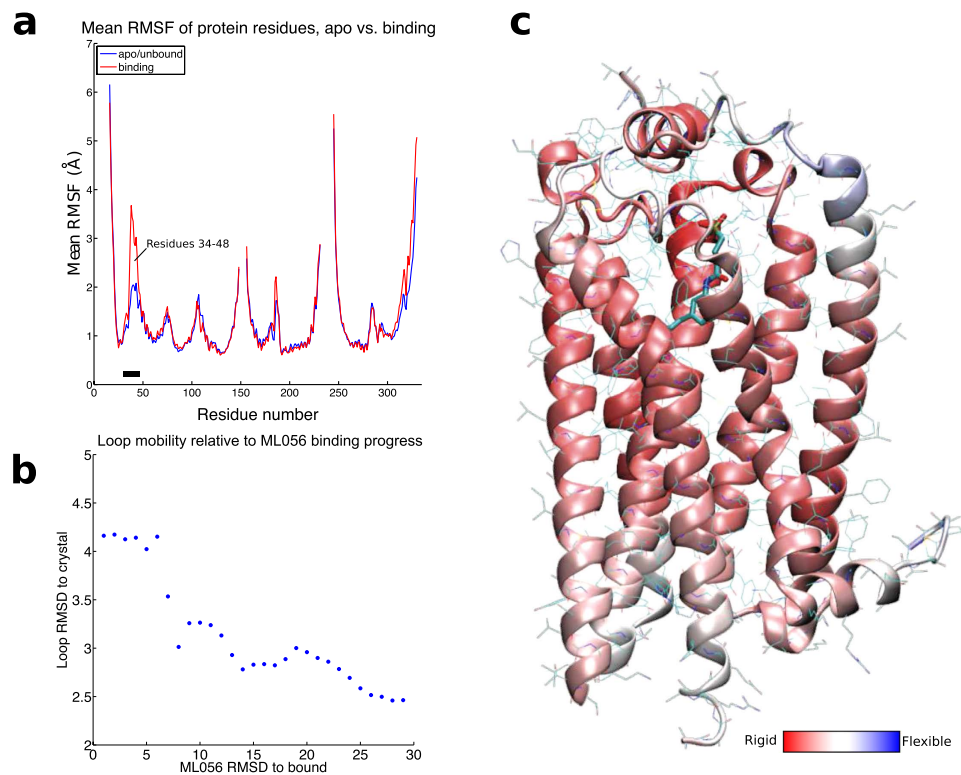 a
Mean RMSF of protein residues, apo vs. binding
7
6
5
4
3
2
1
0
Mean RMSF (Å)
apo/unbound
binding
Residues 34-48
0 50 100 150 200 250 300
Residue number
b
Loop mobility relative to ML056 binding progress
5
4.5
4
3.5
3
2.5
2
Loop RMSD to crystal
0 5 10 15 20 25 30
ML056 RMSD to bound
c
Rigid Flexible